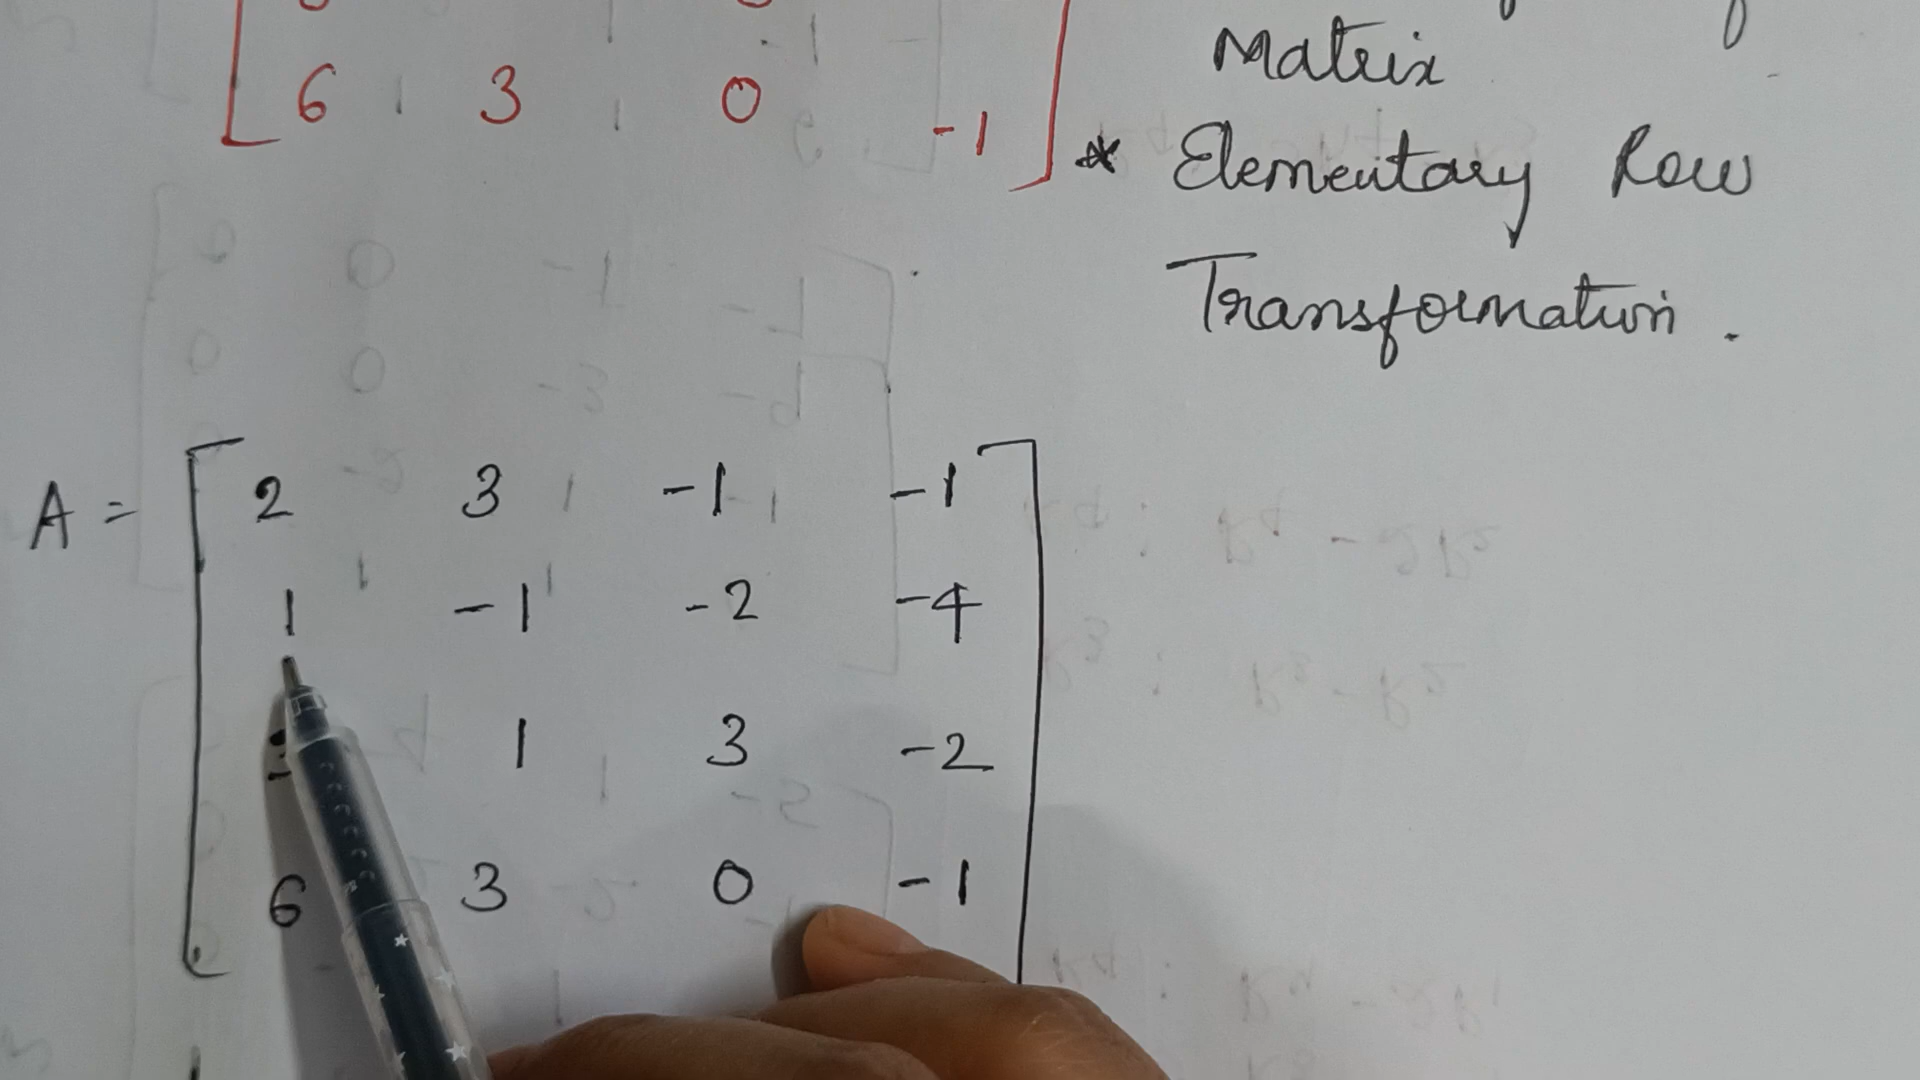 6 3 0 -1
Matrix
* Elementary Row
Transformation.
A = 2 3 -1 -1
1 -1 -2 -4
1 3 -2
6 3 0 -1